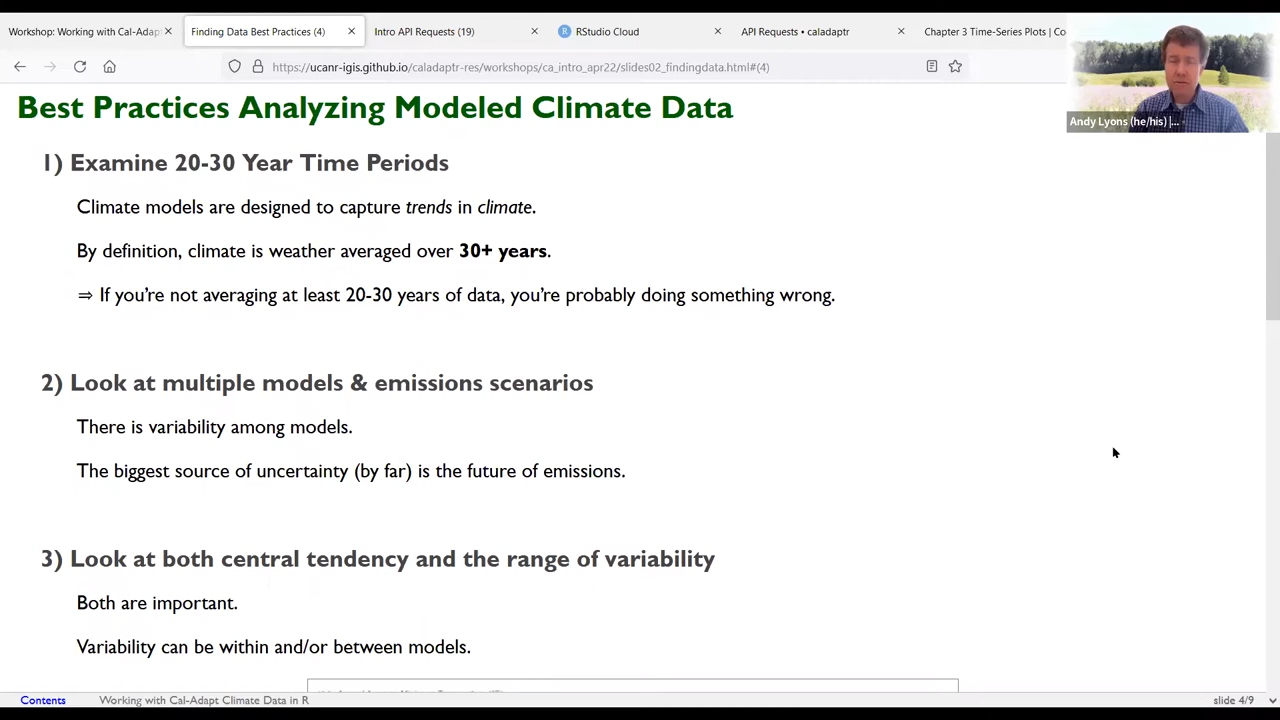 Workshop: Working with Cal-Adap
Finding Data Best Practices (4)
Intro API Requests (19)
RStudio Cloud
API Requests • caladaptr
Chapter 3 Time-Series Plots | Co
https://ucanr-igis.github.io/caladaptr-res/workshops/ca_intro_apr22/slides02_findingdata.html#(4)
Andy Lyons (he/his) |...
Best Practices Analyzing Modeled Climate Data
1) Examine 20-30 Year Time Periods
Climate models are designed to capture trends in climate.
By definition, climate is weather averaged over 30+ years.
⇒ If you're not averaging at least 20-30 years of data, you're probably doing something wrong.
2) Look at multiple models & emissions scenarios
There is variability among models.
The biggest source of uncertainty (by far) is the future of emissions.
3) Look at both central tendency and the range of variability
Both are important.
Variability can be within and/or between models.
Contents
Working with Cal-Adapt Climate Data in R
slide 4/9